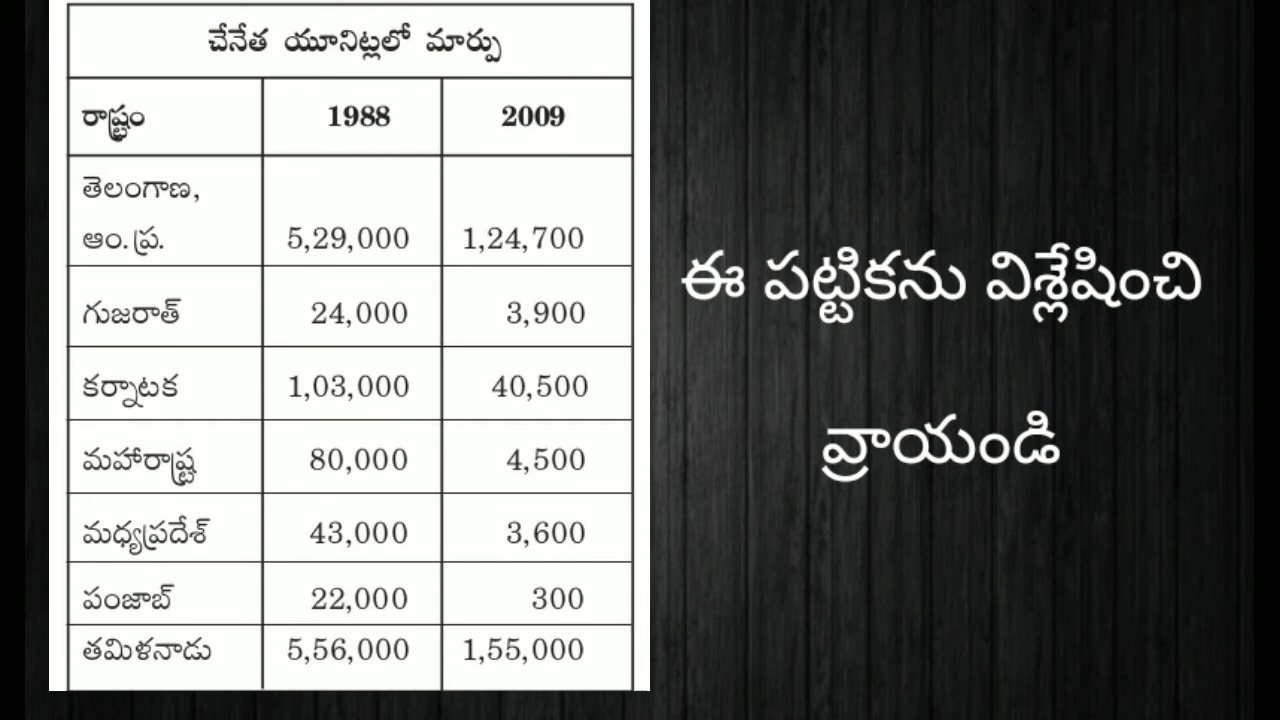 చేనేత యూనిట్లలో మార్పు
రాష్ట్రం 1988 2009
తెలంగాణ,
ఆం.ప్ర. 5,29,000 1,24,700
గుజరాత్ 24,000 3,900
కర్నాటక 1,03,000 40,500
మహారాష్ట్ర 80,000 4,500
మధ్యప్రదేశ్ 43,000 3,600
పంజాబ్ 22,000 300
తమిళనాడు 5,56,000 1,55,000
ఈ పట్టికను విశ్లేషించి
వ్రాయండి